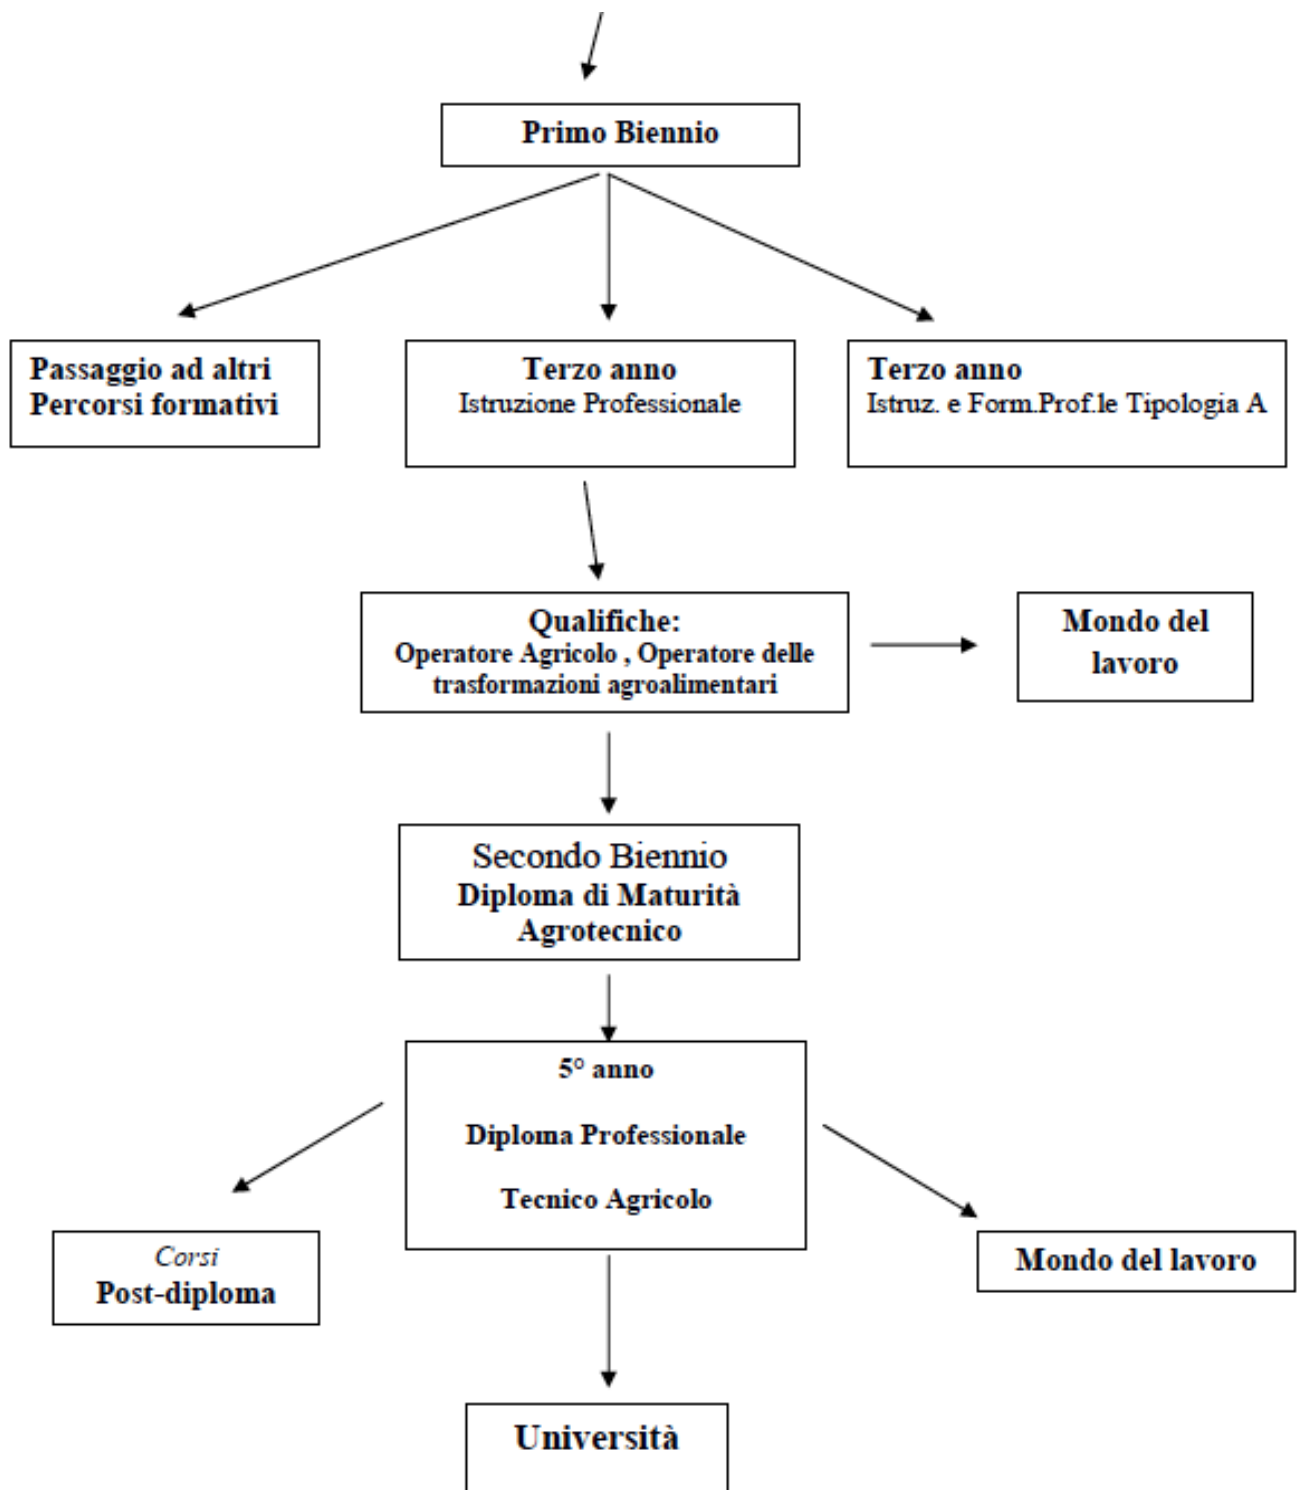 Primo Biennio
Passaggio ad altri
Percorsi formativi
Terzo anno
Istruzione Professionale
Terzo anno
Istruz. e Form.Prof.le Tipologia A
Qualifiche:
Operatore Agricolo , Operatore delle
trasformazioni agroalimentari
Mondo del
lavoro
Secondo Biennio
Diploma di Maturità
Agrotecnico
5° anno
Diploma Professionale
Tecnico Agricolo
Corsi
Post-diploma
Mondo del lavoro
Università